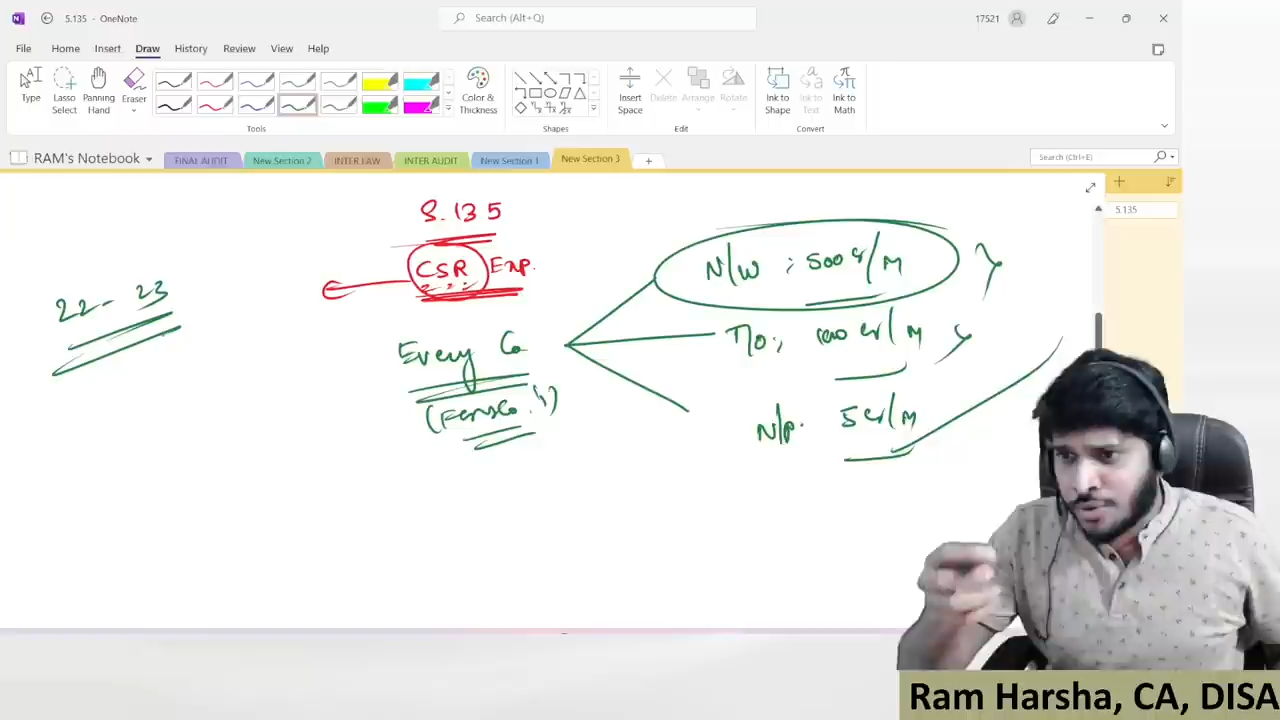 5.135 - OneNote
Search (Alt+Q)
17521
File Home Insert Draw History Review View Help
Type
Lasso Select
Panning Hand
Eraser
Color & Thickness
Insert Space
Delete
Arrange
Rotate
Ink to Shape
Ink to Text
Ink to Math
Tools
Shapes
Edit
Convert
RAM's Notebook
FINAL AUDIT
New Section 2
INTER LAW
INTER AUDIT
New Section 1
New Section 3
Search (Ctrl+E)
5.135
S.135
CSR Exp.
22-23
Every Co
N/W : 500 cr/M
T/O: 1000 cr/M
N/P. 5 cr/M
Ram Harsha, CA, DISA